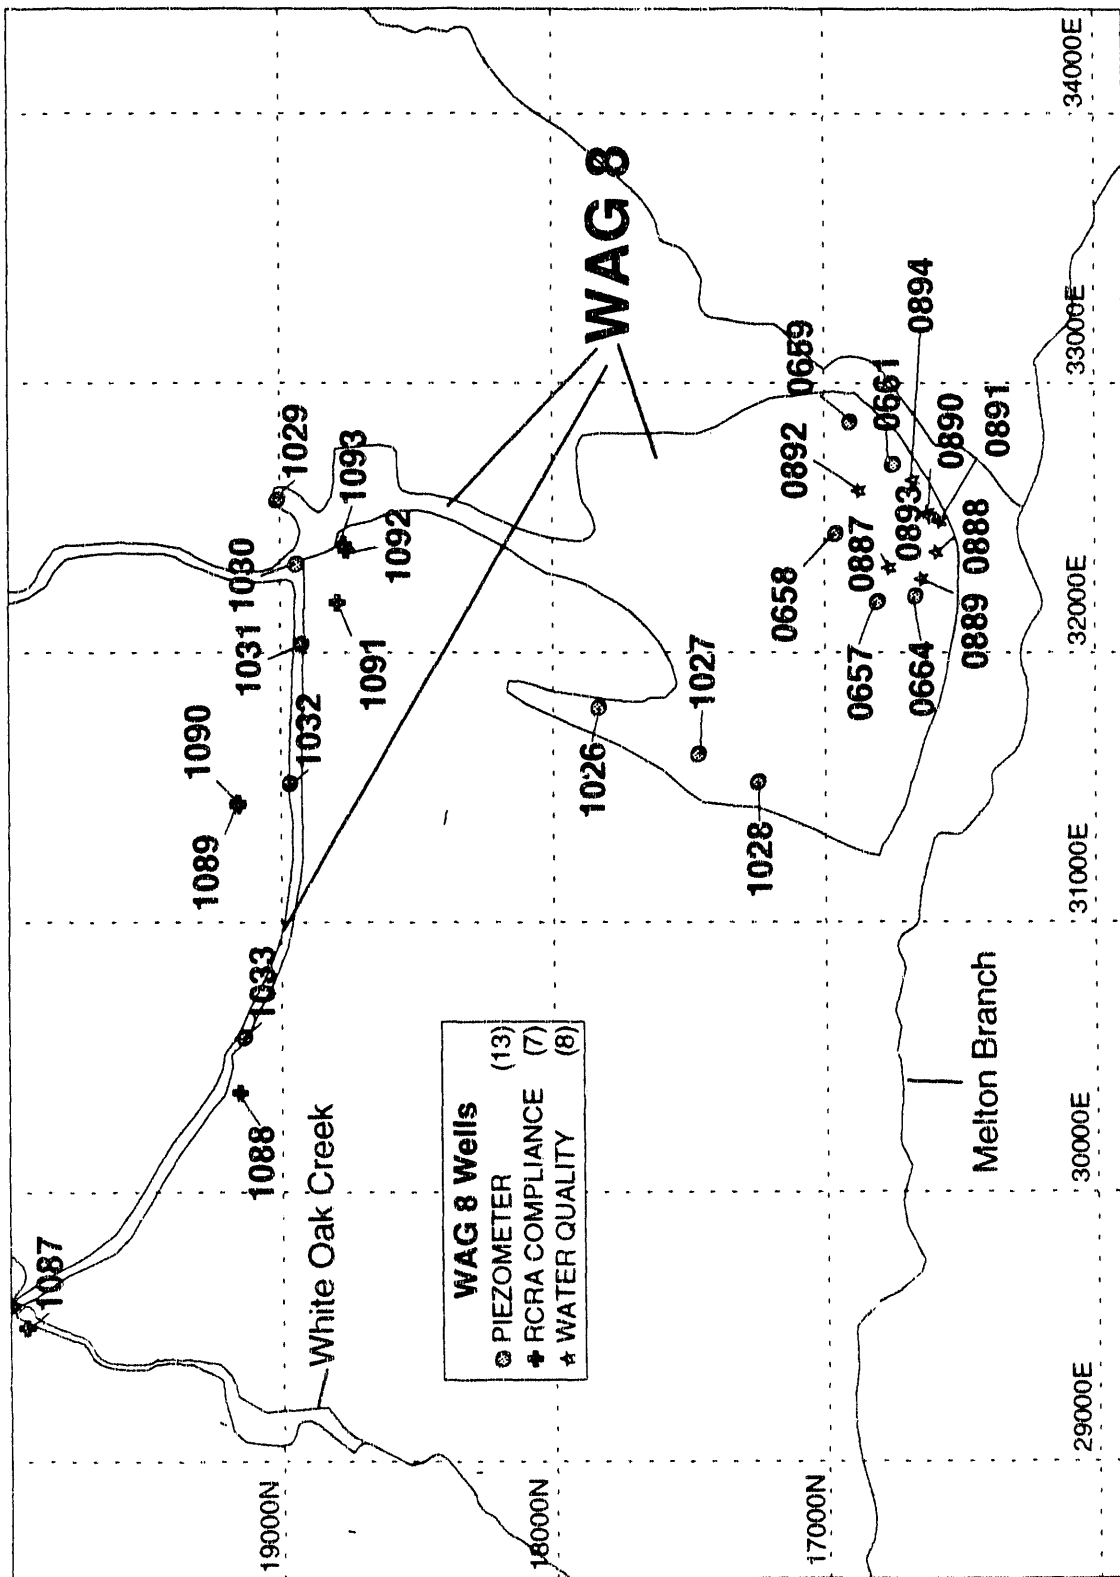 1087
1088
1033
1089
1090
1032
1031
1030
1029
1091
1092
1093
White Oak Creek
WAG 8
WAG 8 Wells
PIEZOMETER (13)
RCRA COMPLIANCE (7)
WATER QUALITY (8)
1026
1027
1028
0658
0892
0659
0657
0887
0893
0661
0894
0664
0889
0888
0890
0891
Melton Branch
19000N
18000N
17000N
29000E
30000E
31000E
32000E
33000E
34000E